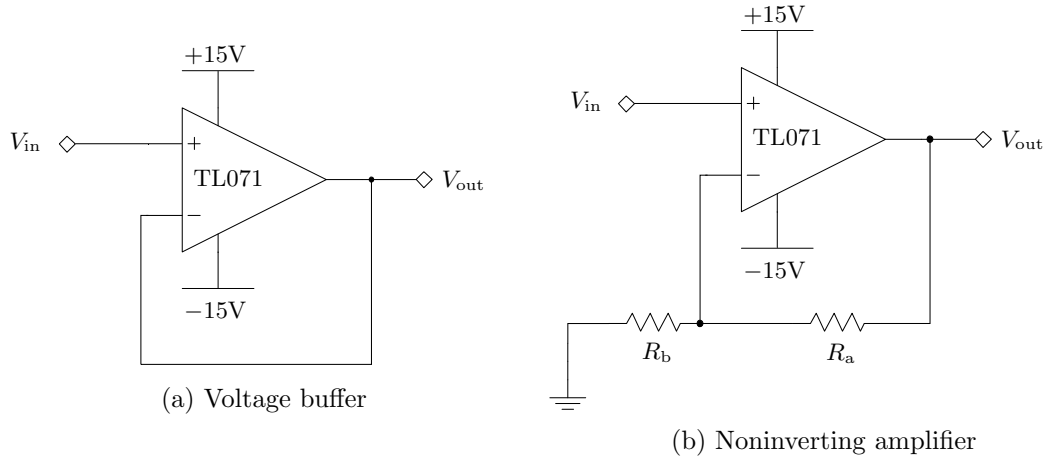 +15V
V_in
+
TL071
−
V_out
−15V
(a) Voltage buffer
+15V
V_in
+
TL071
−
V_out
−15V
R_b
R_a
(b) Noninverting amplifier